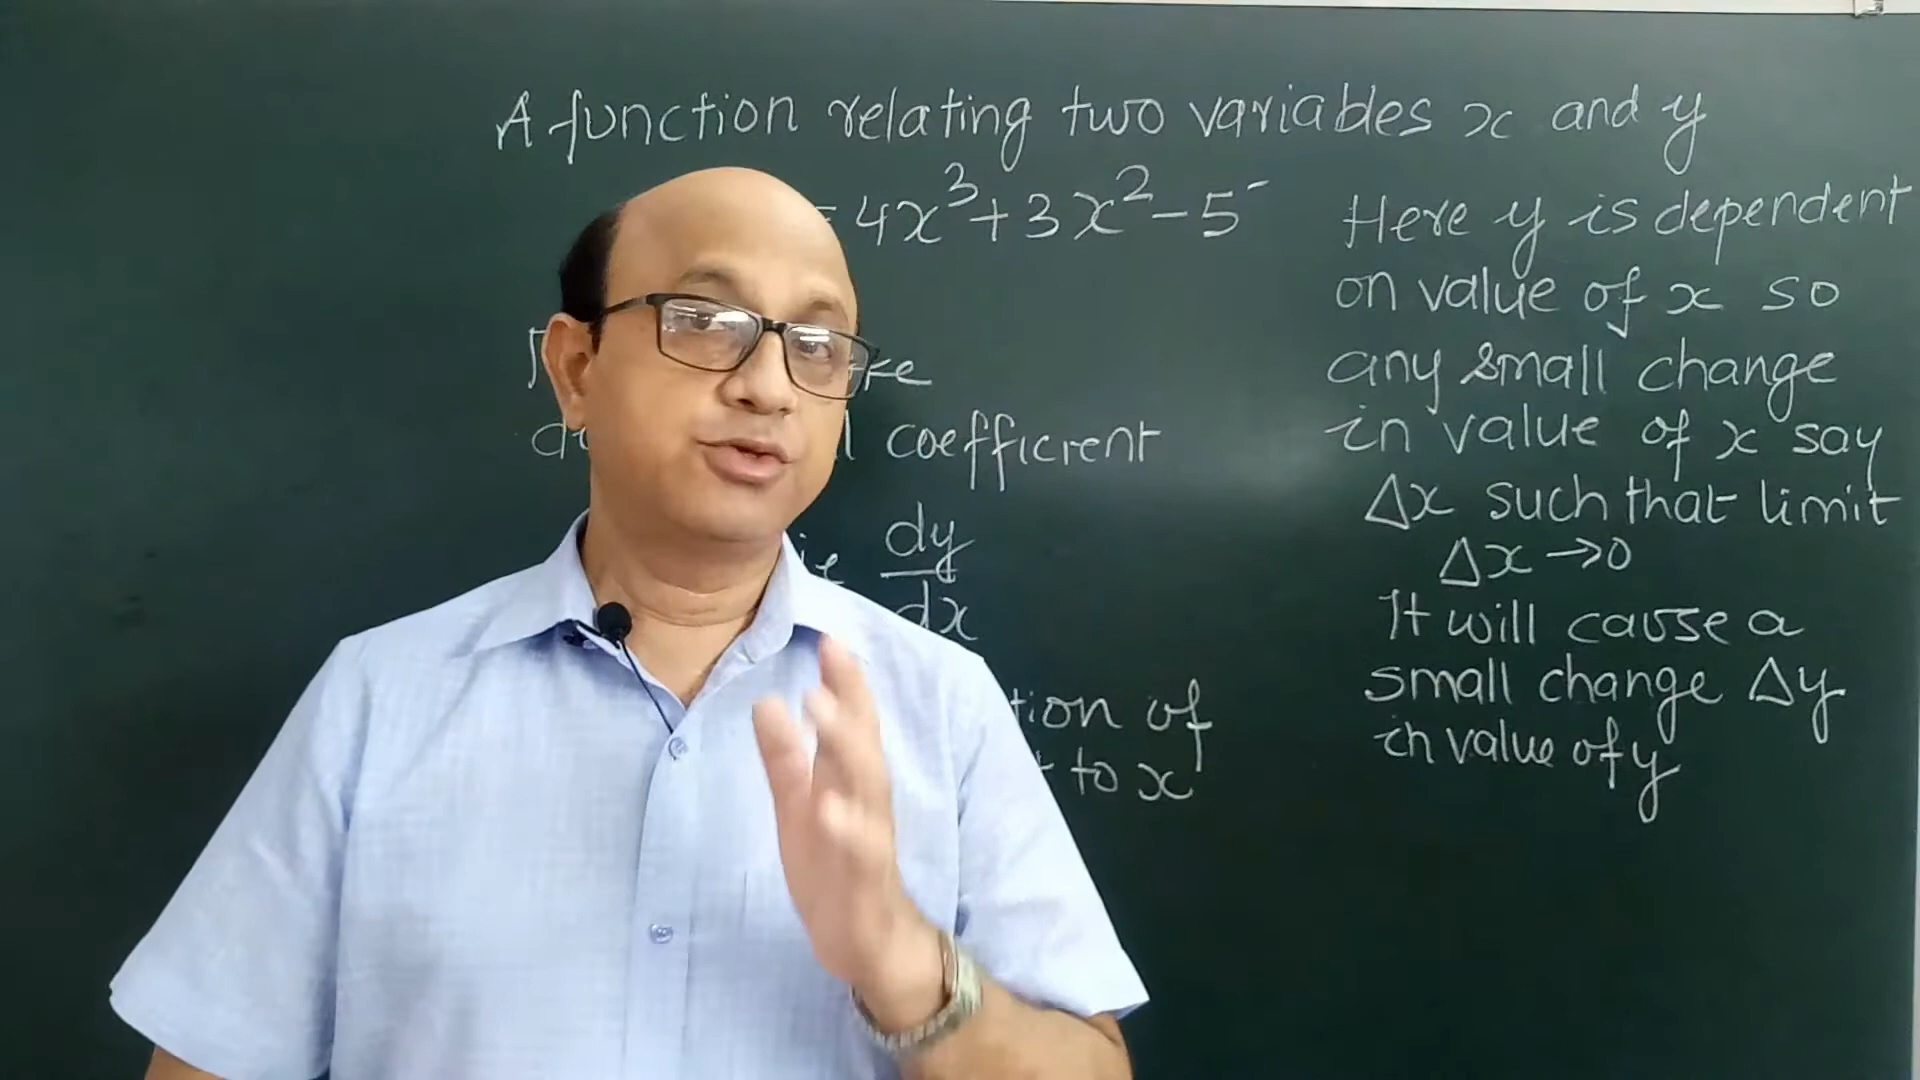 A function relating two variables x and y
= 4x³+3x²-5
coefficient
ie dy
dx
of
to x
Here y is dependent
on value of x so
any small change
in value of x say
Δx such that limit
Δx →0
It will cause a
small change Δy
in value of y